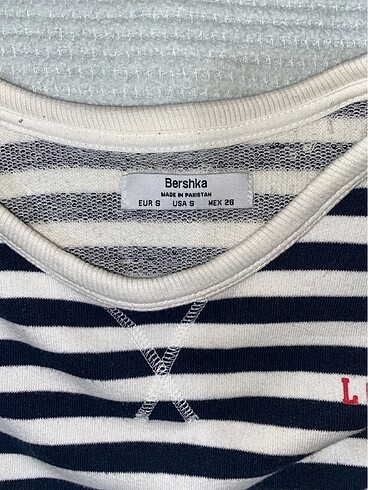 Bershka
MADE IN PAKISTAN
EUR S USA S MEX 26
L